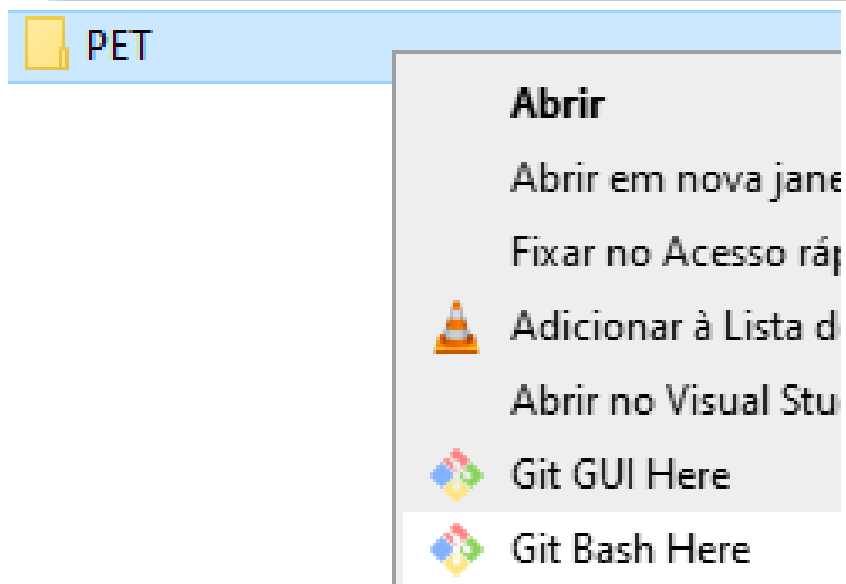 PET
Abrir
Abrir em nova jane
Fixar no Acesso ráp
Adicionar à Lista d
Abrir no Visual Stu
Git GUI Here
Git Bash Here